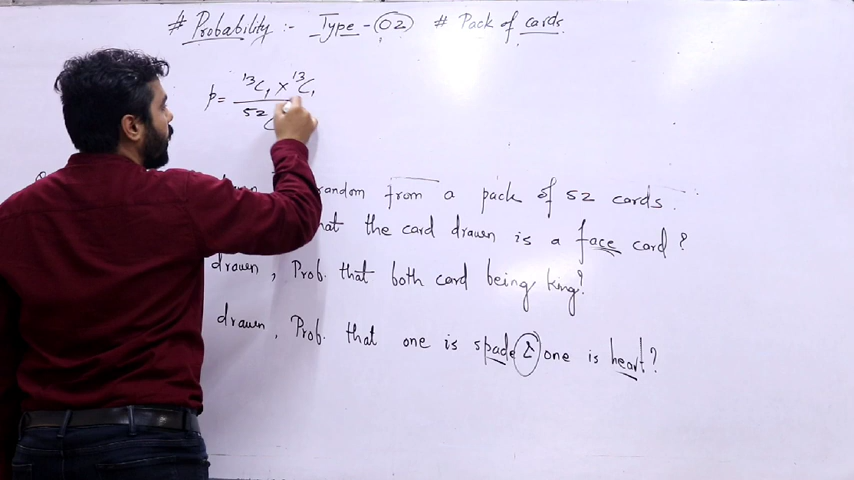 # Probability :- Type-02 # Pack of cards
p = ¹³C₁ × ¹³C₁
⁵²C
random from a pack of 52 cards.
that the card drawn is a face card?
drawn, Prob. that both card being king?
drawn, Prob. that one is spade & one is heart?